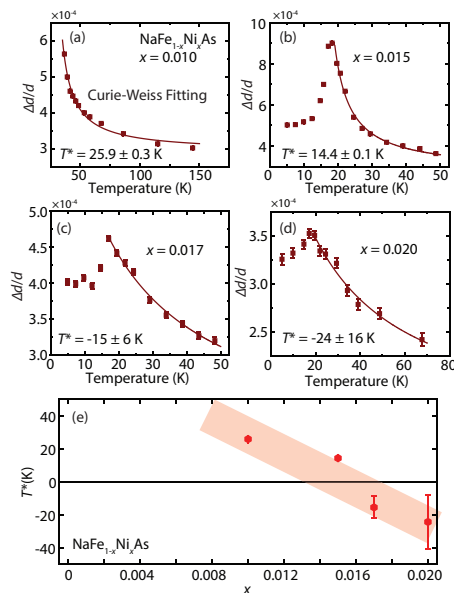 ×10⁻⁴
(a)
NaFe₁₋ₓNiₓAs
x = 0.010
Curie-Weiss Fitting
T* = 25.9 ± 0.3 K
Δd/d
6
5
4
3
50 100 150
Temperature (K)
×10⁻⁴
(b)
x = 0.015
T* = 14.4 ± 0.1 K
Δd/d
10
8
6
4
0 10 20 30 40 50
Temperature (K)
×10⁻⁴
(c)
x = 0.017
T* = -15 ± 6 K
Δd/d
5.0
4.5
4.0
3.5
3.0
0 10 20 30 40 50
Temperature (K)
×10⁻⁴
(d)
x = 0.020
T* = -24 ± 16 K
Δd/d
3.5
3.0
2.5
0 20 40 60 80
Temperature (K)
(e)
T*(K)
40
20
0
-20
-40
NaFe₁₋ₓNiₓAs
0 0.004 0.008 0.012 0.016 0.020
x